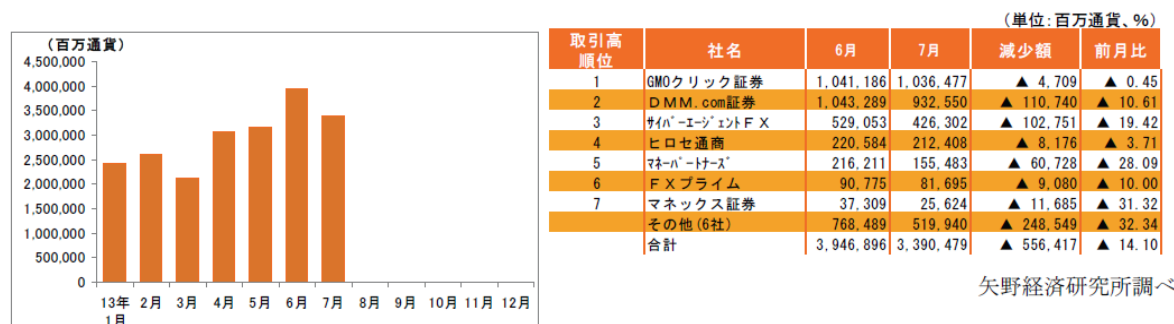 (百万通貨)
4,500,000
4,000,000
3,500,000
3,000,000
2,500,000
2,000,000
1,500,000
1,000,000
500,000
0
13年 2月 3月 4月 5月 6月 7月 8月 9月 10月 11月 12月
1月
(単位:百万通貨、%)
取引高順位 社名 6月 7月 減少額 前月比
1 GMOクリック証券 1,041,186 1,036,477 ▲ 4,709 ▲ 0.45
2 DMM.com証券 1,043,289 932,550 ▲ 110,740 ▲ 10.61
3 サイバーエージェントFX 529,053 426,302 ▲ 102,751 ▲ 19.42
4 ヒロセ通商 220,584 212,408 ▲ 8,176 ▲ 3.71
5 マネーパートナーズ 216,211 155,483 ▲ 60,728 ▲ 28.09
6 FXプライム 90,775 81,695 ▲ 9,080 ▲ 10.00
7 マネックス証券 37,309 25,624 ▲ 11,685 ▲ 31.32
その他(6社) 768,489 519,940 ▲ 248,549 ▲ 32.34
合計 3,946,896 3,390,479 ▲ 556,417 ▲ 14.10
矢野経済研究所調べ